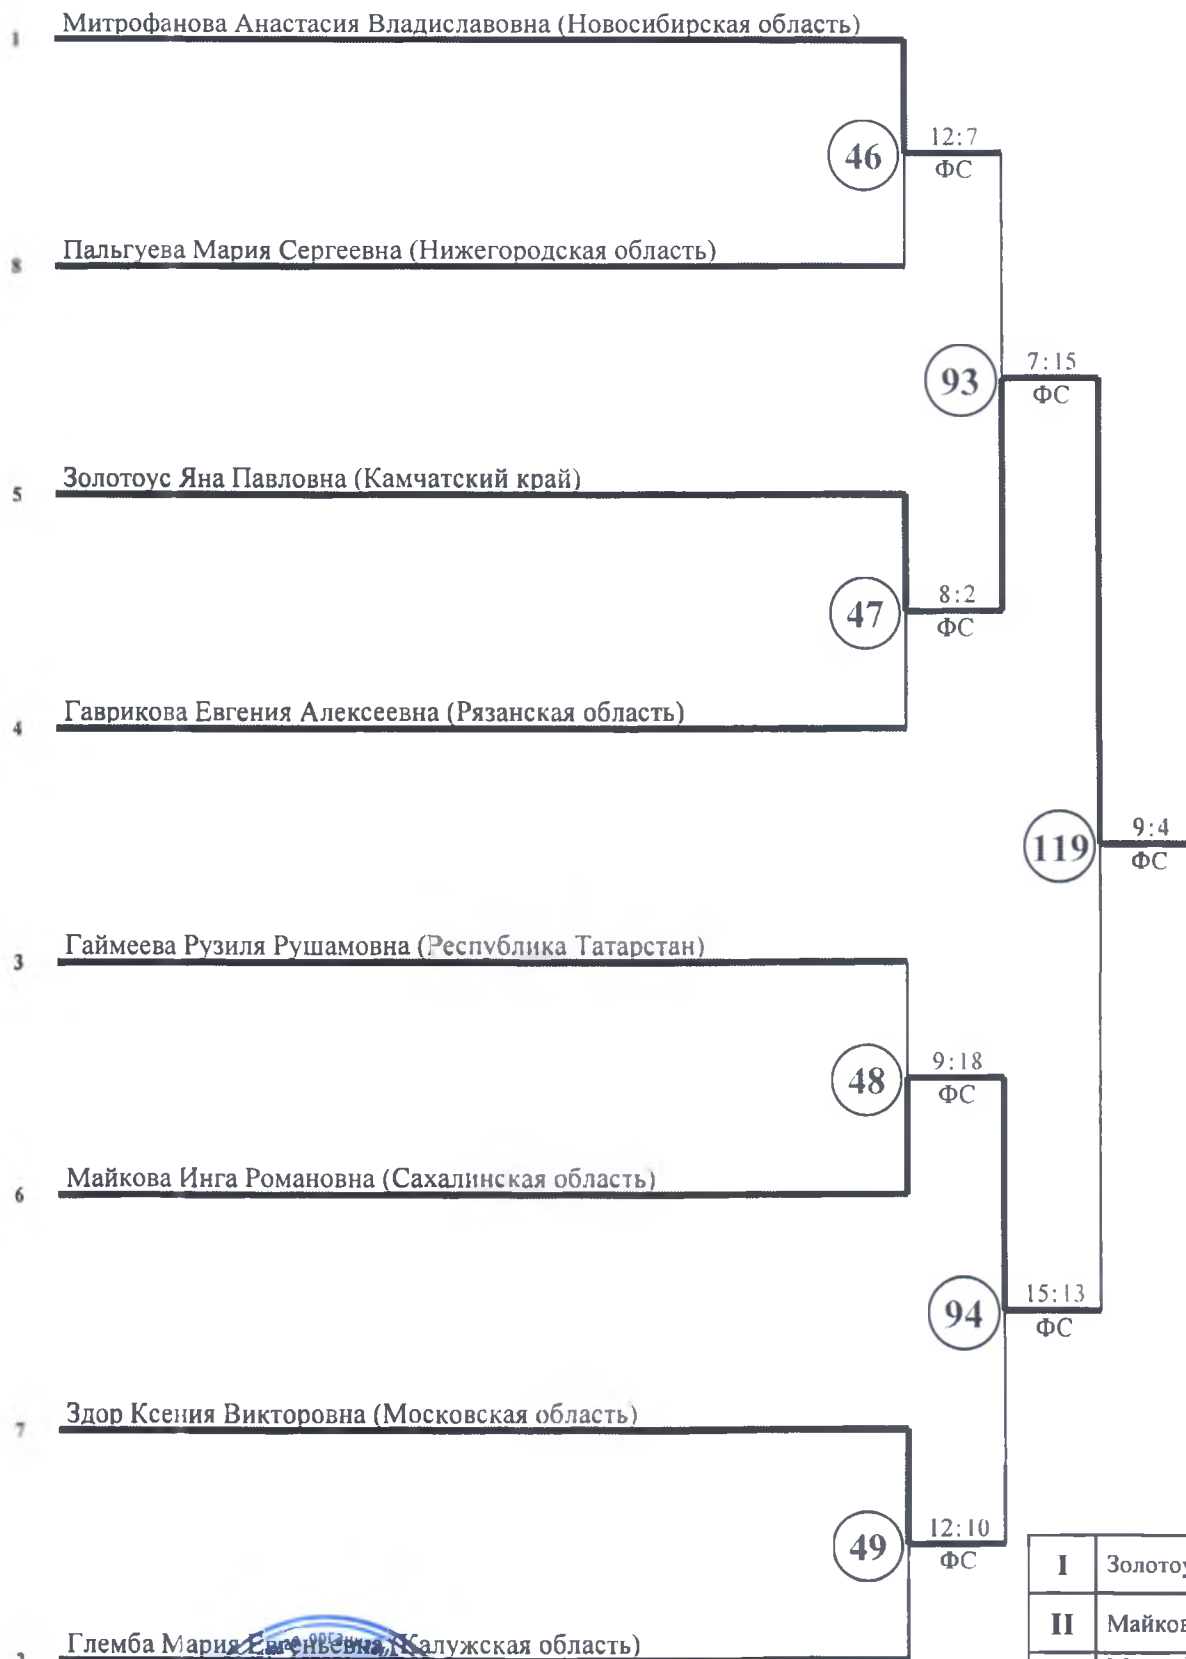 1 Митрофанова Анастасия Владиславовна (Новосибирская область)
46
12:7
ФС
8 Пальгуева Мария Сергеевна (Нижегородская область)
93
7:15
ФС
5 Золотоус Яна Павловна (Камчатский край)
47
8:2
ФС
4 Гаврикова Евгения Алексеевна (Рязанская область)
119
9:4
ФС
3 Гаймеева Рузиля Рушамовна (Республика Татарстан)
48
9:18
ФС
6 Майкова Инга Романовна (Сахалинская область)
94
15:13
ФС
7 Здор Ксения Викторовна (Московская область)
49
12:10
ФС
I Золотоу
II Майков
Глемба Мария Евгеньевна (Калужская область)